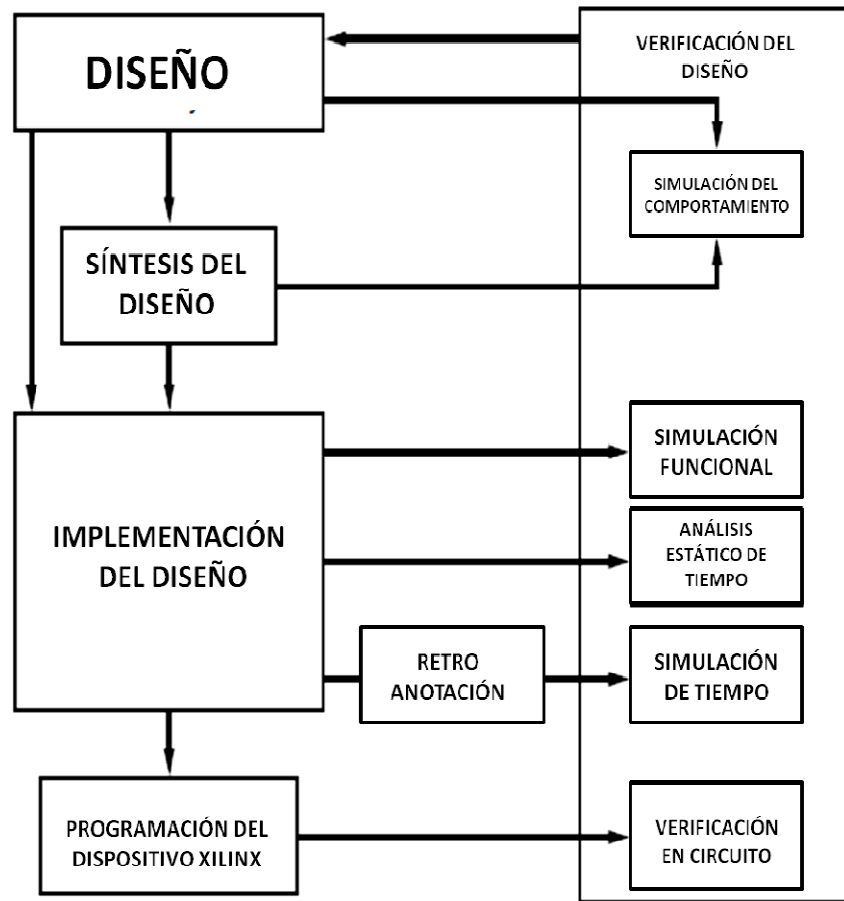 DISEÑO
VERIFICACIÓN DEL
DISEÑO
SIMULACIÓN DEL
COMPORTAMIENTO
SÍNTESIS DEL
DISEÑO
IMPLEMENTACIÓN
DEL DISEÑO
SIMULACIÓN
FUNCIONAL
ANÁLISIS
ESTÁTICO DE
TIEMPO
RETRO
ANOTACIÓN
SIMULACIÓN
DE TIEMPO
PROGRAMACIÓN DEL
DISPOSITIVO XILINX
VERIFICACIÓN
EN CIRCUITO